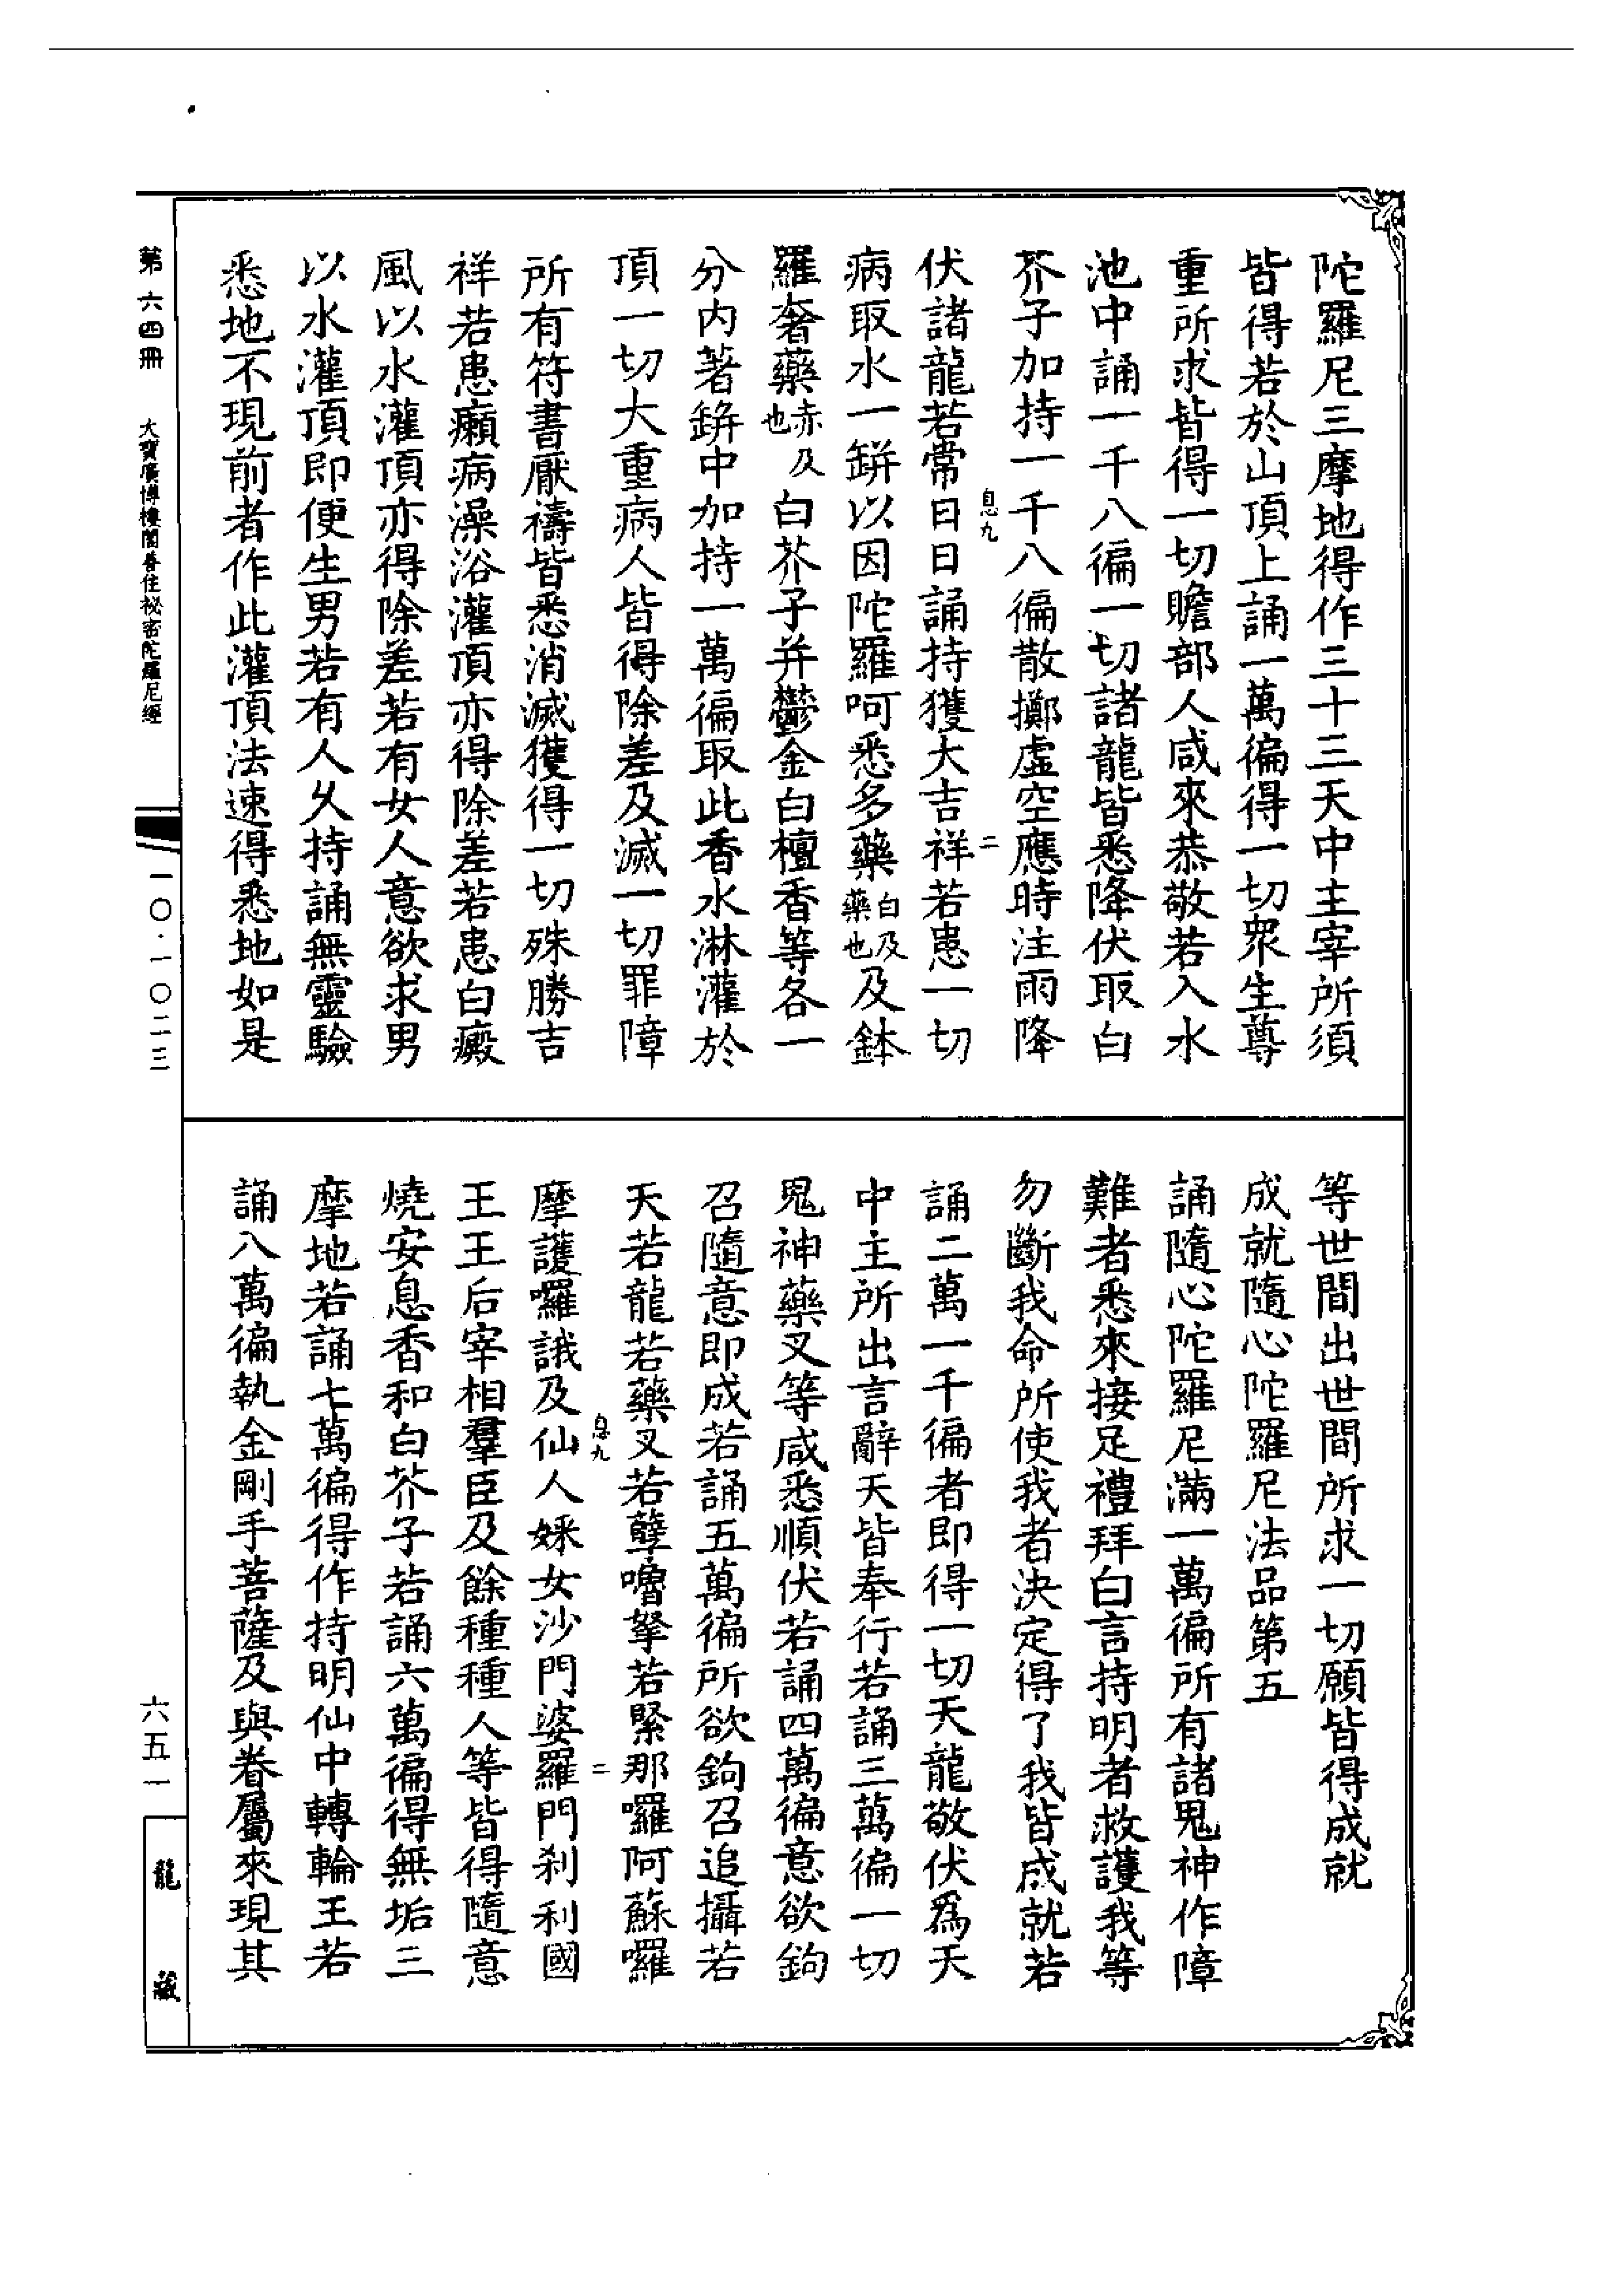 陀羅尼三摩地得作三十三天中主宰所須
皆得若於山頂上誦一萬徧得一切眾生尊
重所求皆得一切贍部人咸來恭敬若入水
池中誦一千八徧一切諸龍皆悉降伏取白
芥子加持一千八徧散擲虛空應時注雨降
息九 二
伏諸龍若常日日誦持獲大吉祥若患一切
病取水一缾以因陀羅呵悉多藥白及藥也及鉢
羅奢藥赤及也白芥子并鬱金白檀香等各一
分內著缾中加持一萬徧取此香水淋灌於
頂一切大重病人皆得除差及滅一切罪障
所有符書厭禱皆悉消滅獲得一切殊勝吉
祥若患癩病澡浴灌頂亦得除差若患白癜
風以水灌頂亦得除差若有女人意欲求男
以水灌頂即便生男若有人久持誦無靈驗
悉地不現前者作此灌頂法速得悉地如是
等世間出世間所求一切願皆得成就
成就隨心陀羅尼法品第五
誦隨心陀羅尼滿一萬徧所有諸鬼神作障
難者悉來接足禮拜白言持明者救護我等
勿斷我命所使我者決定得了我皆成就若
誦二萬一千徧者即得一切天龍敬伏為天
中主所出言辭天皆奉行若誦三萬徧一切
鬼神藥叉等咸悉順伏若誦四萬徧意欲鉤
召隨意即成若誦五萬徧所欲鉤召追攝若
天若龍若藥叉若孽嚕拏若緊那囉阿蘇囉
息九 二
摩護囉誐及仙人婇女沙門婆羅門剎利國
王王后宰相羣臣及餘種種人等皆得隨意
燒安息香和白芥子若誦六萬徧得無垢三
摩地若誦七萬徧得作持明仙中轉輪王若
誦八萬徧執金剛手菩薩及與眷屬來現其
第六四冊 大寶廣博樓閣善住祕密陀羅尼經
一〇·一〇二三
六五一
龍藏